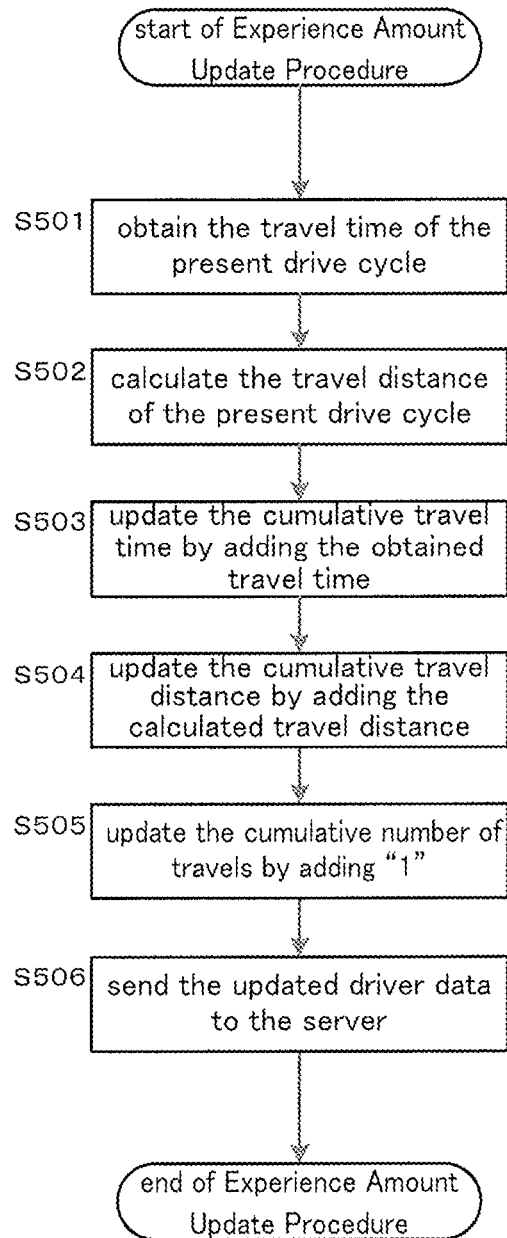 start of Experience Amount
Update Procedure
S501
obtain the travel time of the
present drive cycle
S502
calculate the travel distance
of the present drive cycle
S503
update the cumulative travel
time by adding the obtained
travel time
S504
update the cumulative travel
distance by adding the
calculated travel distance
S505
update the cumulative number of
travels by adding “1”
S506
send the updated driver data
to the server
end of Experience Amount
Update Procedure